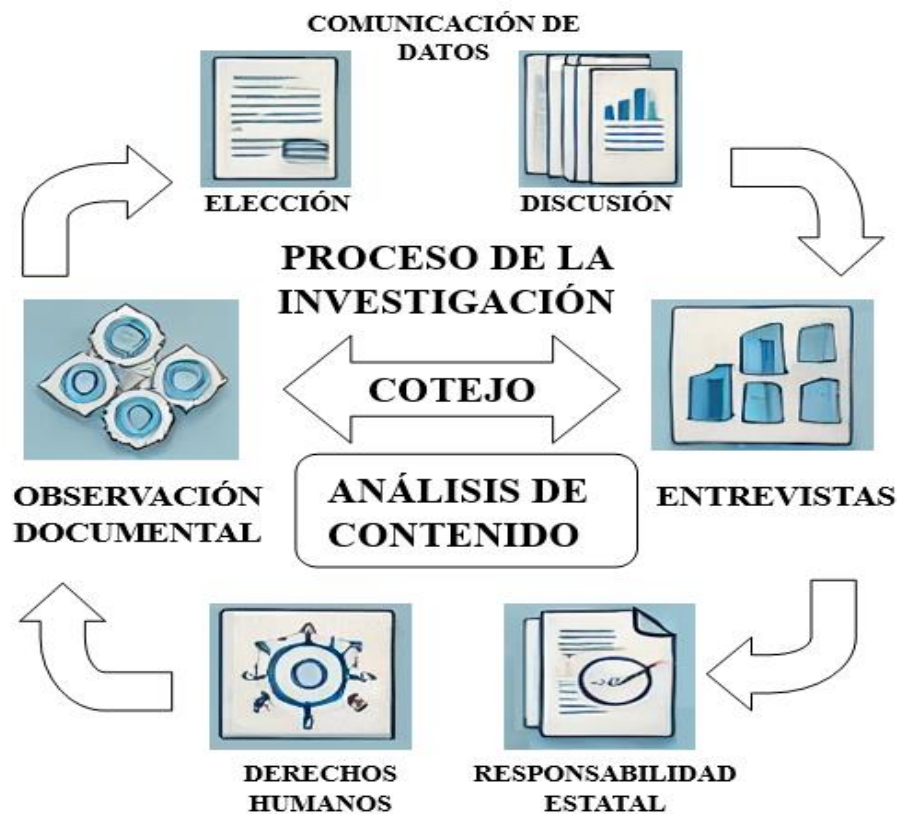 COMUNICACIÓN DE
DATOS
ELECCIÓN
DISCUSIÓN
PROCESO DE LA
INVESTIGACIÓN
COTEJO
OBSERVACIÓN
DOCUMENTAL
ANÁLISIS DE
CONTENIDO
ENTREVISTAS
DERECHOS
HUMANOS
RESPONSABILIDAD
ESTATAL